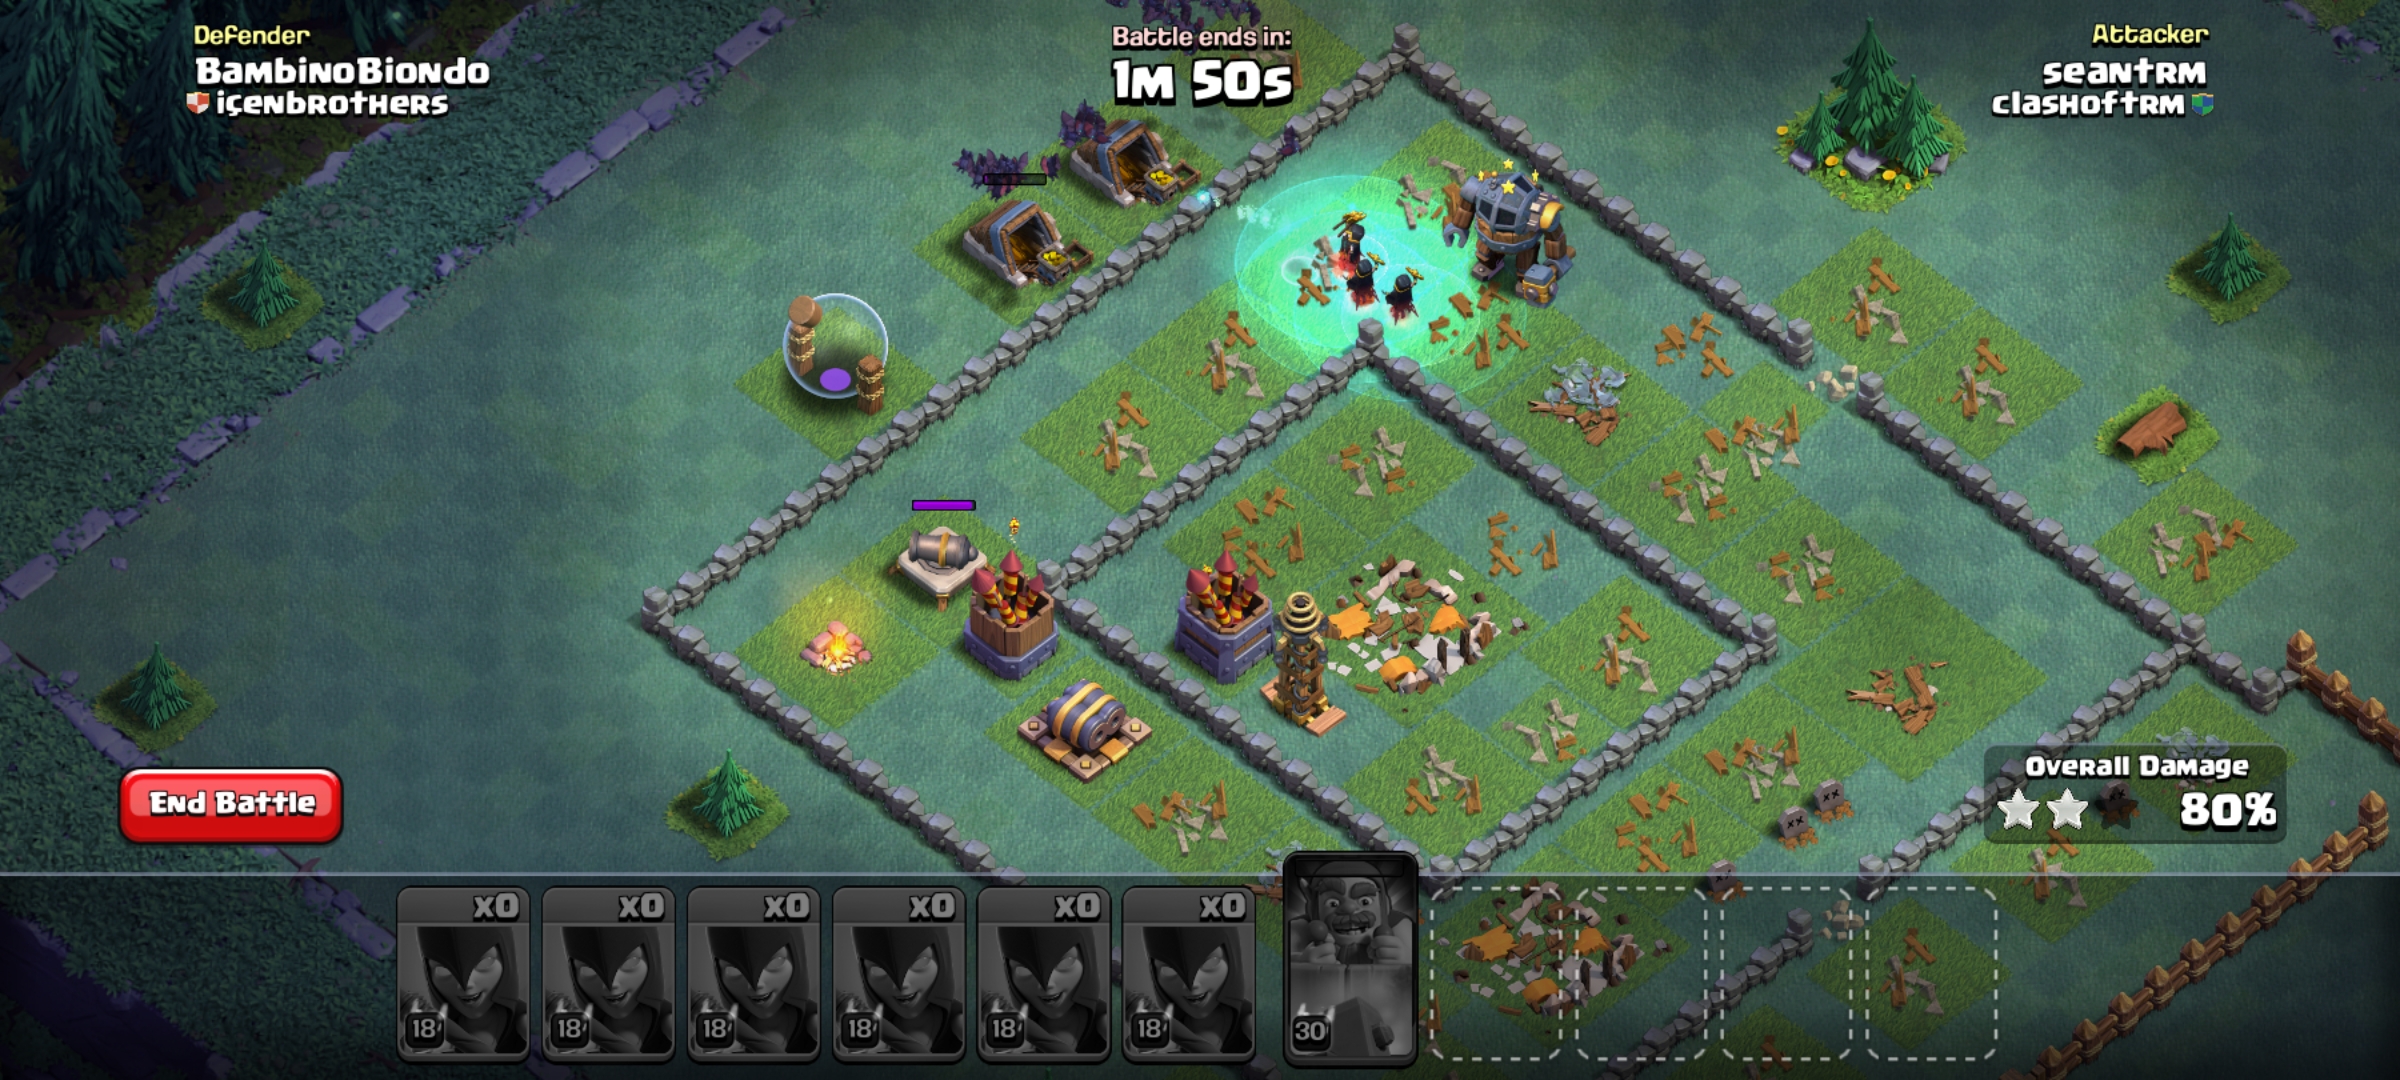 Defender
BambinoBiondo
içenbrothers
Battle ends in:
1m 50s
Attacker
seantrm
clashoftrm
End Battle
Overall Damage
80%
x0
x0
x0
x0
x0
x0
18
18
18
18
18
18
30